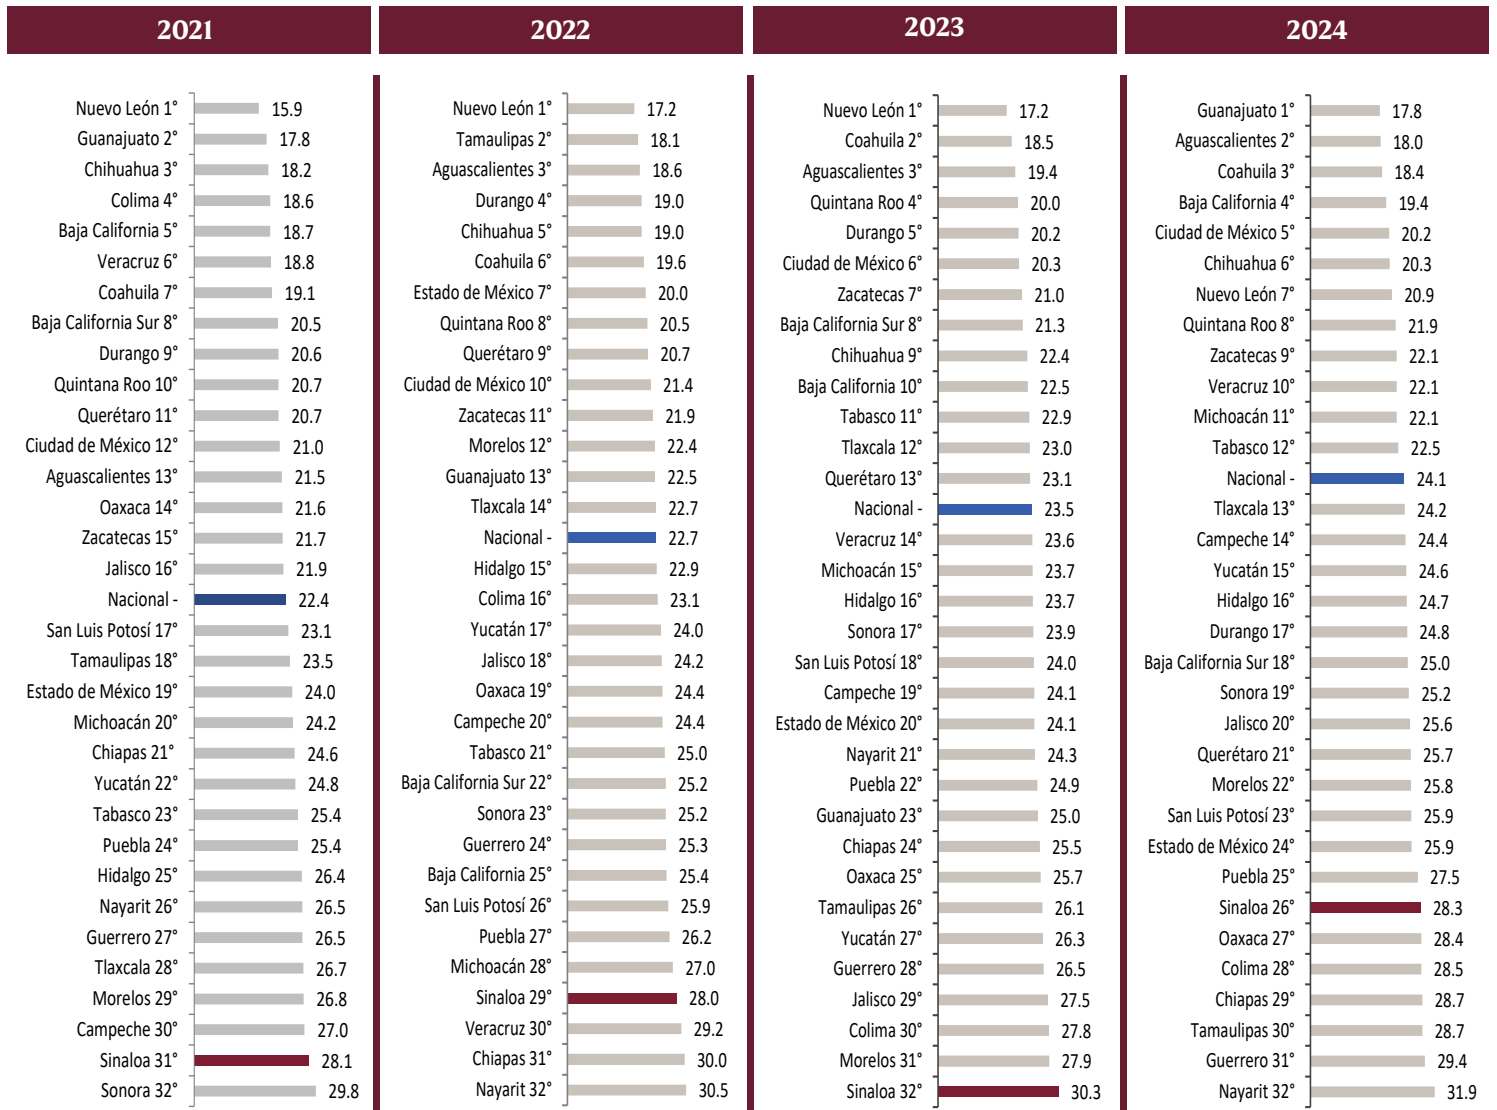 2021
Nuevo León 1° 15.9
Guanajuato 2° 17.8
Chihuahua 3° 18.2
Colima 4° 18.6
Baja California 5° 18.7
Veracruz 6° 18.8
Coahuila 7° 19.1
Baja California Sur 8° 20.5
Durango 9° 20.6
Quintana Roo 10° 20.7
Querétaro 11° 20.7
Ciudad de México 12° 21.0
Aguascalientes 13° 21.5
Oaxaca 14° 21.6
Zacatecas 15° 21.7
Jalisco 16° 21.9
Nacional - 22.4
San Luis Potosí 17° 23.1
Tamaulipas 18° 23.5
Estado de México 19° 24.0
Michoacán 20° 24.2
Chiapas 21° 24.6
Yucatán 22° 24.8
Tabasco 23° 25.4
Puebla 24° 25.4
Hidalgo 25° 26.4
Nayarit 26° 26.5
Guerrero 27° 26.5
Tlaxcala 28° 26.7
Morelos 29° 26.8
Campeche 30° 27.0
Sinaloa 31° 28.1
Sonora 32° 29.8
2022
Nuevo León 1° 17.2
Tamaulipas 2° 18.1
Aguascalientes 3° 18.6
Durango 4° 19.0
Chihuahua 5° 19.0
Coahuila 6° 19.6
Estado de México 7° 20.0
Quintana Roo 8° 20.5
Querétaro 9° 20.7
Ciudad de México 10° 21.4
Zacatecas 11° 21.9
Morelos 12° 22.4
Guanajuato 13° 22.5
Tlaxcala 14° 22.7
Nacional - 22.7
Hidalgo 15° 22.9
Colima 16° 23.1
Yucatán 17° 24.0
Jalisco 18° 24.2
Oaxaca 19° 24.4
Campeche 20° 24.4
Tabasco 21° 25.0
Baja California Sur 22° 25.2
Sonora 23° 25.2
Guerrero 24° 25.3
Baja California 25° 25.4
San Luis Potosí 26° 25.9
Puebla 27° 26.2
Michoacán 28° 27.0
Sinaloa 29° 28.0
Veracruz 30° 29.2
Chiapas 31° 30.0
Nayarit 32° 30.5
2023
Nuevo León 1° 17.2
Coahuila 2° 18.5
Aguascalientes 3° 19.4
Quintana Roo 4° 20.0
Durango 5° 20.2
Ciudad de México 6° 20.3
Zacatecas 7° 21.0
Baja California Sur 8° 21.3
Chihuahua 9° 22.4
Baja California 10° 22.5
Tabasco 11° 22.9
Tlaxcala 12° 23.0
Querétaro 13° 23.1
Nacional - 23.5
Veracruz 14° 23.6
Michoacán 15° 23.7
Hidalgo 16° 23.7
Sonora 17° 23.9
San Luis Potosí 18° 24.0
Campeche 19° 24.1
Estado de México 20° 24.1
Nayarit 21° 24.3
Puebla 22° 24.9
Guanajuato 23° 25.0
Chiapas 24° 25.5
Oaxaca 25° 25.7
Tamaulipas 26° 26.1
Yucatán 27° 26.3
Guerrero 28° 26.5
Jalisco 29° 27.5
Colima 30° 27.8
Morelos 31° 27.9
Sinaloa 32° 30.3
2024
Guanajuato 1° 17.8
Aguascalientes 2° 18.0
Coahuila 3° 18.4
Baja California 4° 19.4
Ciudad de México 5° 20.2
Chihuahua 6° 20.3
Nuevo León 7° 20.9
Quintana Roo 8° 21.9
Zacatecas 9° 22.1
Veracruz 10° 22.1
Michoacán 11° 22.1
Tabasco 12° 22.5
Nacional - 24.1
Tlaxcala 13° 24.2
Campeche 14° 24.4
Yucatán 15° 24.6
Hidalgo 16° 24.7
Durango 17° 24.8
Baja California Sur 18° 25.0
Sonora 19° 25.2
Jalisco 20° 25.6
Querétaro 21° 25.7
Morelos 22° 25.8
San Luis Potosí 23° 25.9
Estado de México 24° 25.9
Puebla 25° 27.5
Sinaloa 26° 28.3
Oaxaca 27° 28.4
Colima 28° 28.5
Chiapas 29° 28.7
Tamaulipas 30° 28.7
Guerrero 31° 29.4
Nayarit 32° 31.9